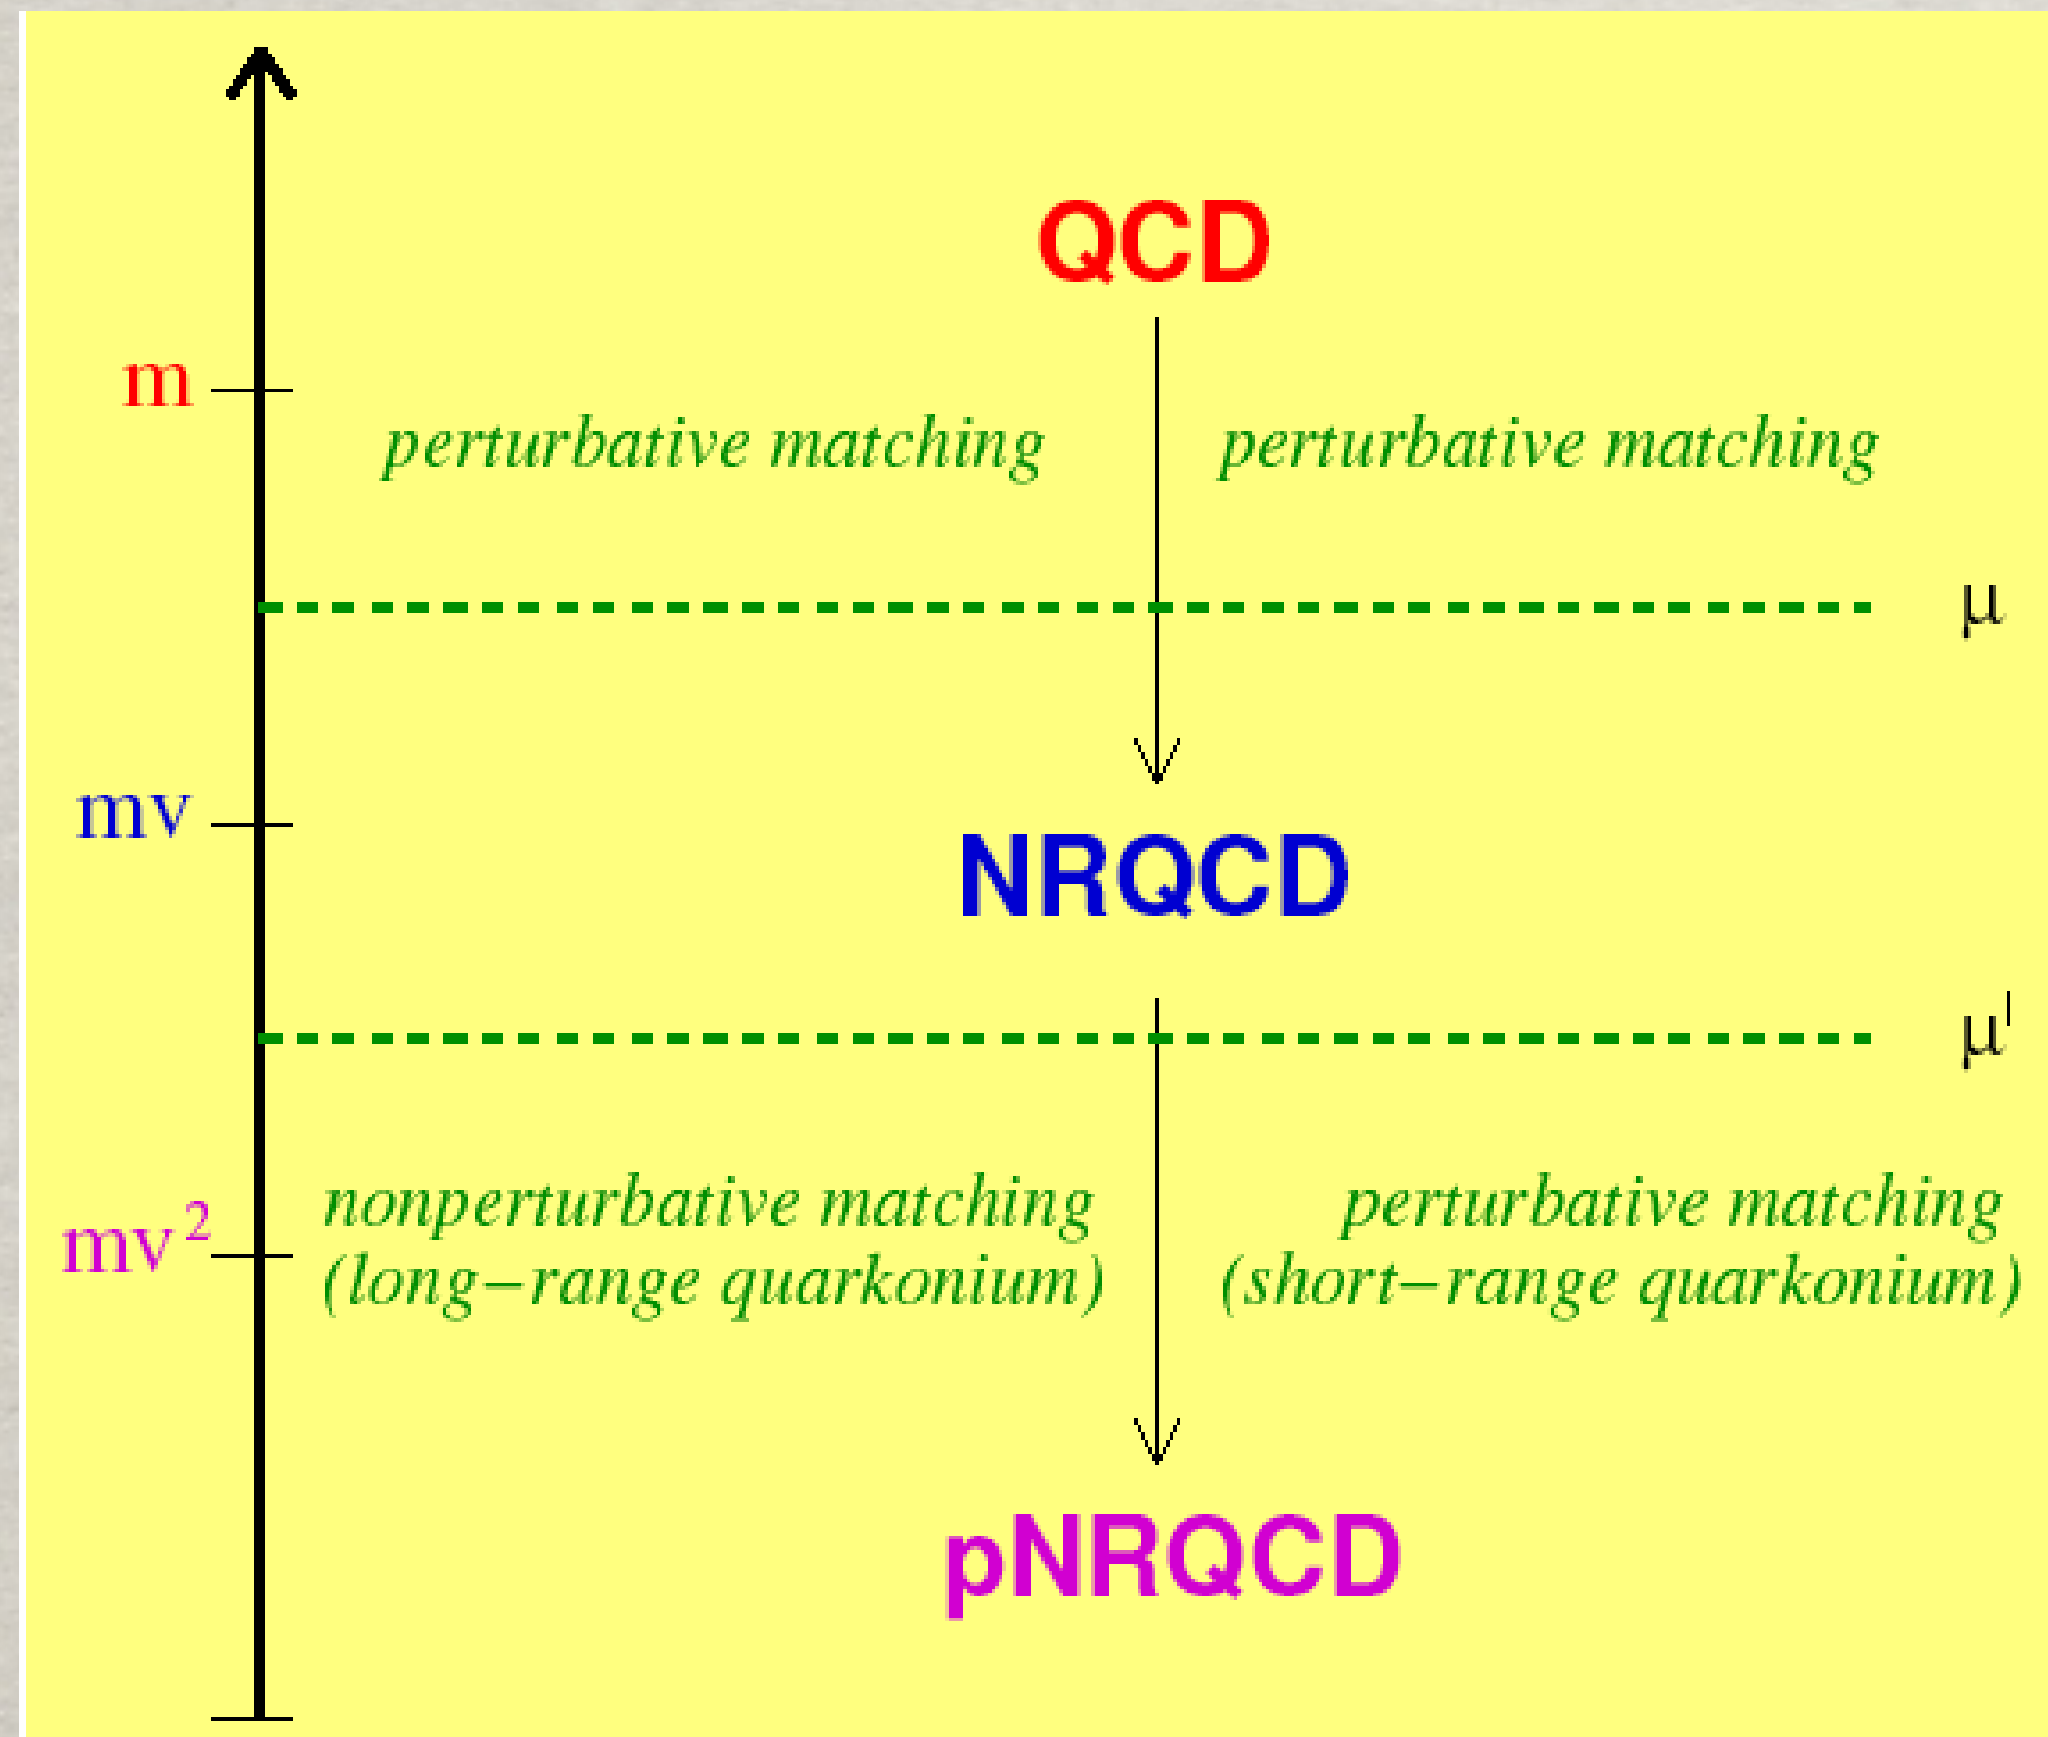 QCD
m
perturbative matching perturbative matching
μ
mv
NRQCD
μ'
nonperturbative matching perturbative matching
mv²
(long−range quarkonium) (short−range quarkonium)
pNRQCD